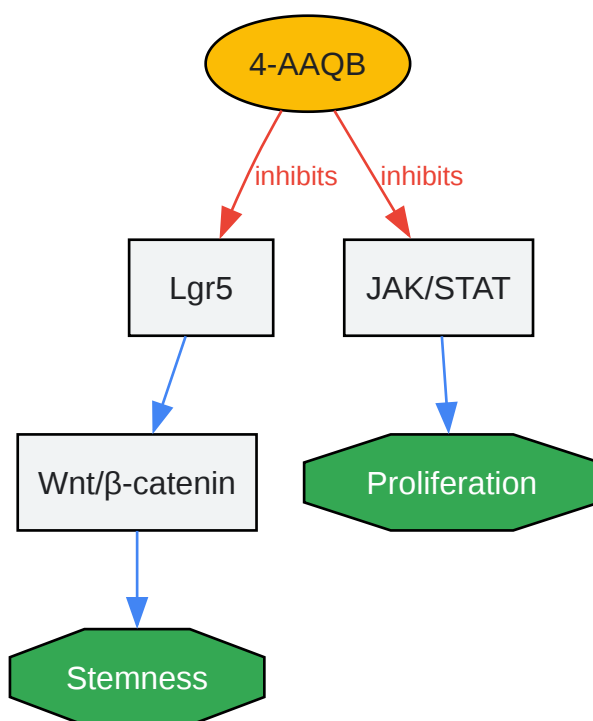 4-AAQB
inhibits
inhibits
Lgr5
JAK/STAT
Wnt/β-catenin
Proliferation
Stemness